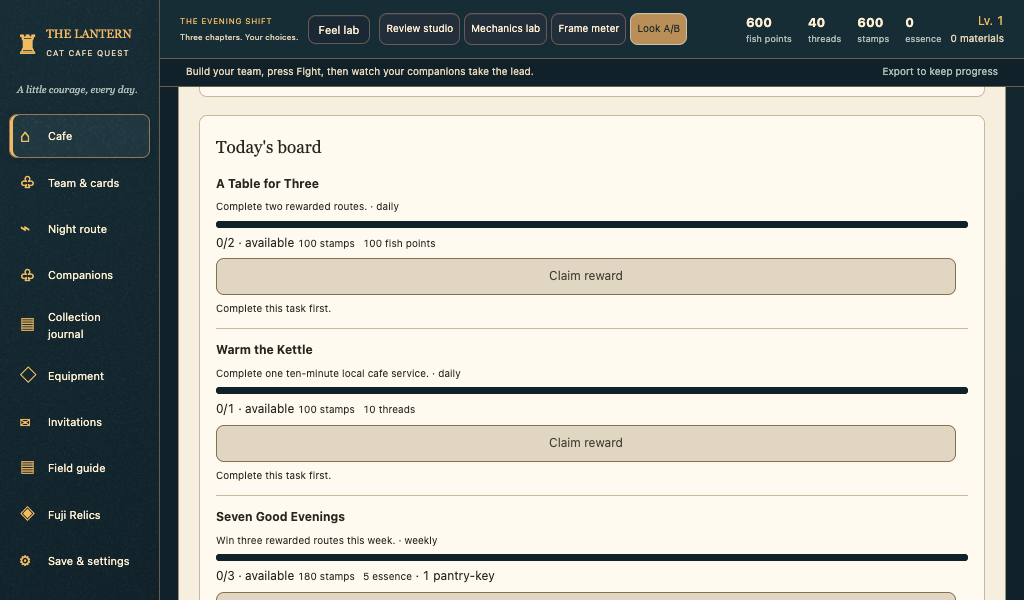 THE LANTERN
CAT CAFE QUEST
A little courage, every day.
Cafe
Team & cards
Night route
Companions
Collection
journal
Equipment
Invitations
Field guide
Fuji Relics
Save & settings
THE EVENING SHIFT
Three chapters. Your choices.
Feel lab
Review studio
Mechanics lab
Frame meter
Look A/B
600
fish points
40
threads
600
stamps
0
essence
Lv. 1
0 materials
Build your team, press Fight, then watch your companions take the lead.
Export to keep progress
Today's board
A Table for Three
Complete two rewarded routes. · daily
0/2 · available 100 stamps 100 fish points
Claim reward
Complete this task first.
Warm the Kettle
Complete one ten-minute local cafe service. · daily
0/1 · available 100 stamps 10 threads
Claim reward
Complete this task first.
Seven Good Evenings
Win three rewarded routes this week. · weekly
0/3 · available 180 stamps 5 essence · 1 pantry-key